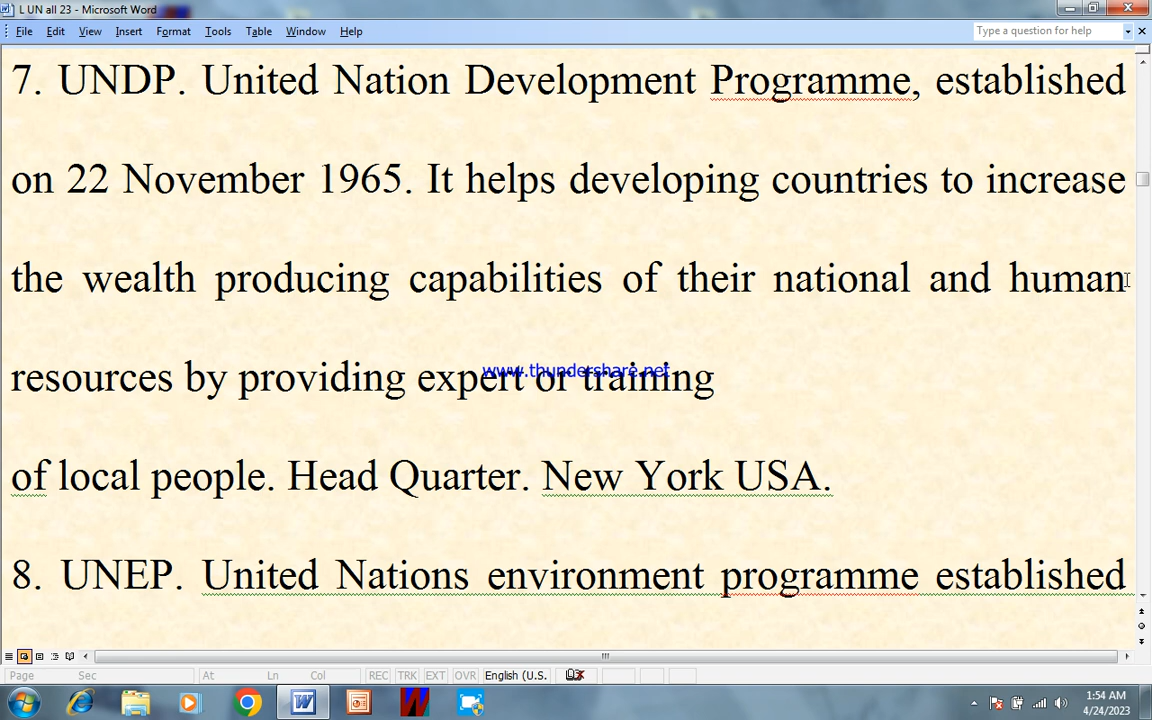 L UN all 23 - Microsoft Word
File Edit View Insert Format Tools Table Window Help Type a question for help
7. UNDP. United Nation Development Programme, established
on 22 November 1965. It helps developing countries to increase
the wealth producing capabilities of their national and human
resources by providing expert or training
www.thundershare.net
of local people. Head Quarter. New York USA.
8. UNEP. United Nations environment programme established
Page Sec At Ln Col REC TRK EXT OVR English (U.S.
1:54 AM
4/24/2023